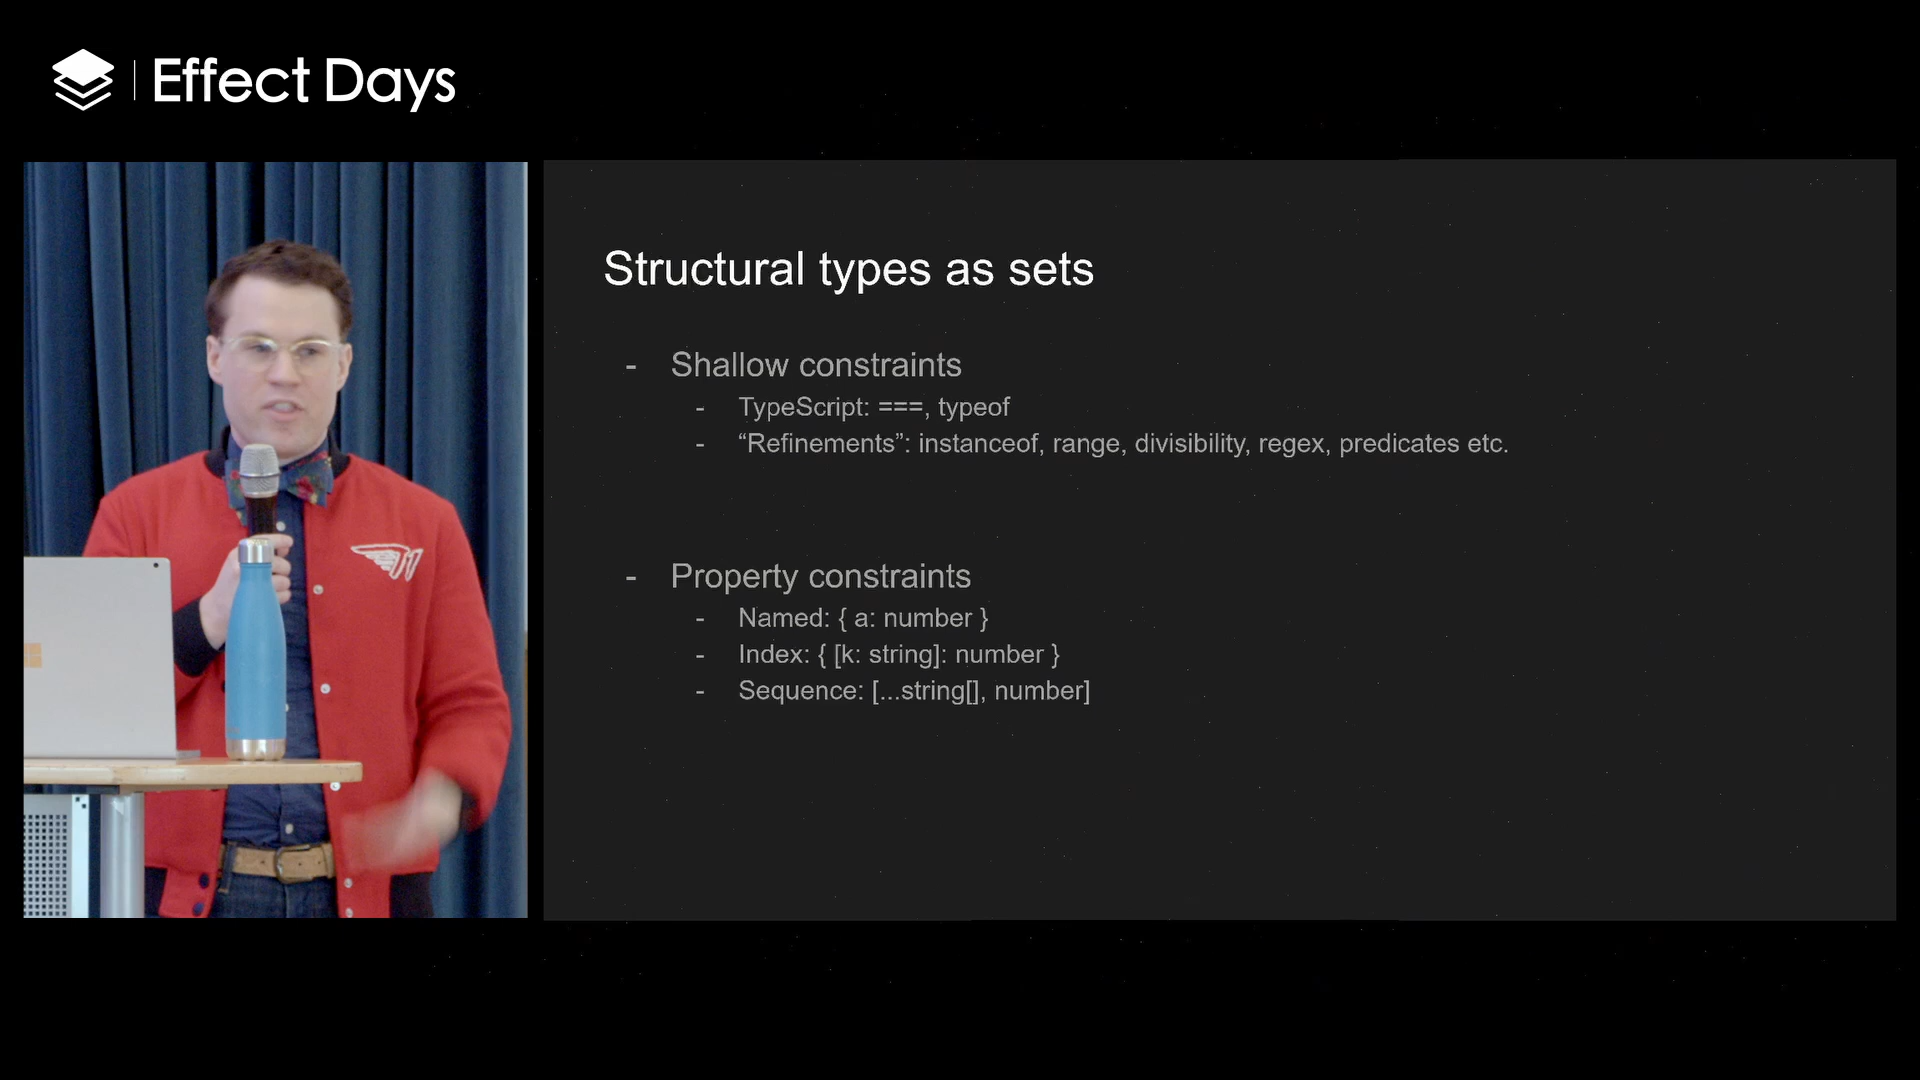 Effect Days
Structural types as sets
- Shallow constraints
- TypeScript: ===, typeof
- “Refinements”: instanceof, range, divisibility, regex, predicates etc.
- Property constraints
- Named: { a: number }
- Index: { [k: string]: number }
- Sequence: [...string[], number]